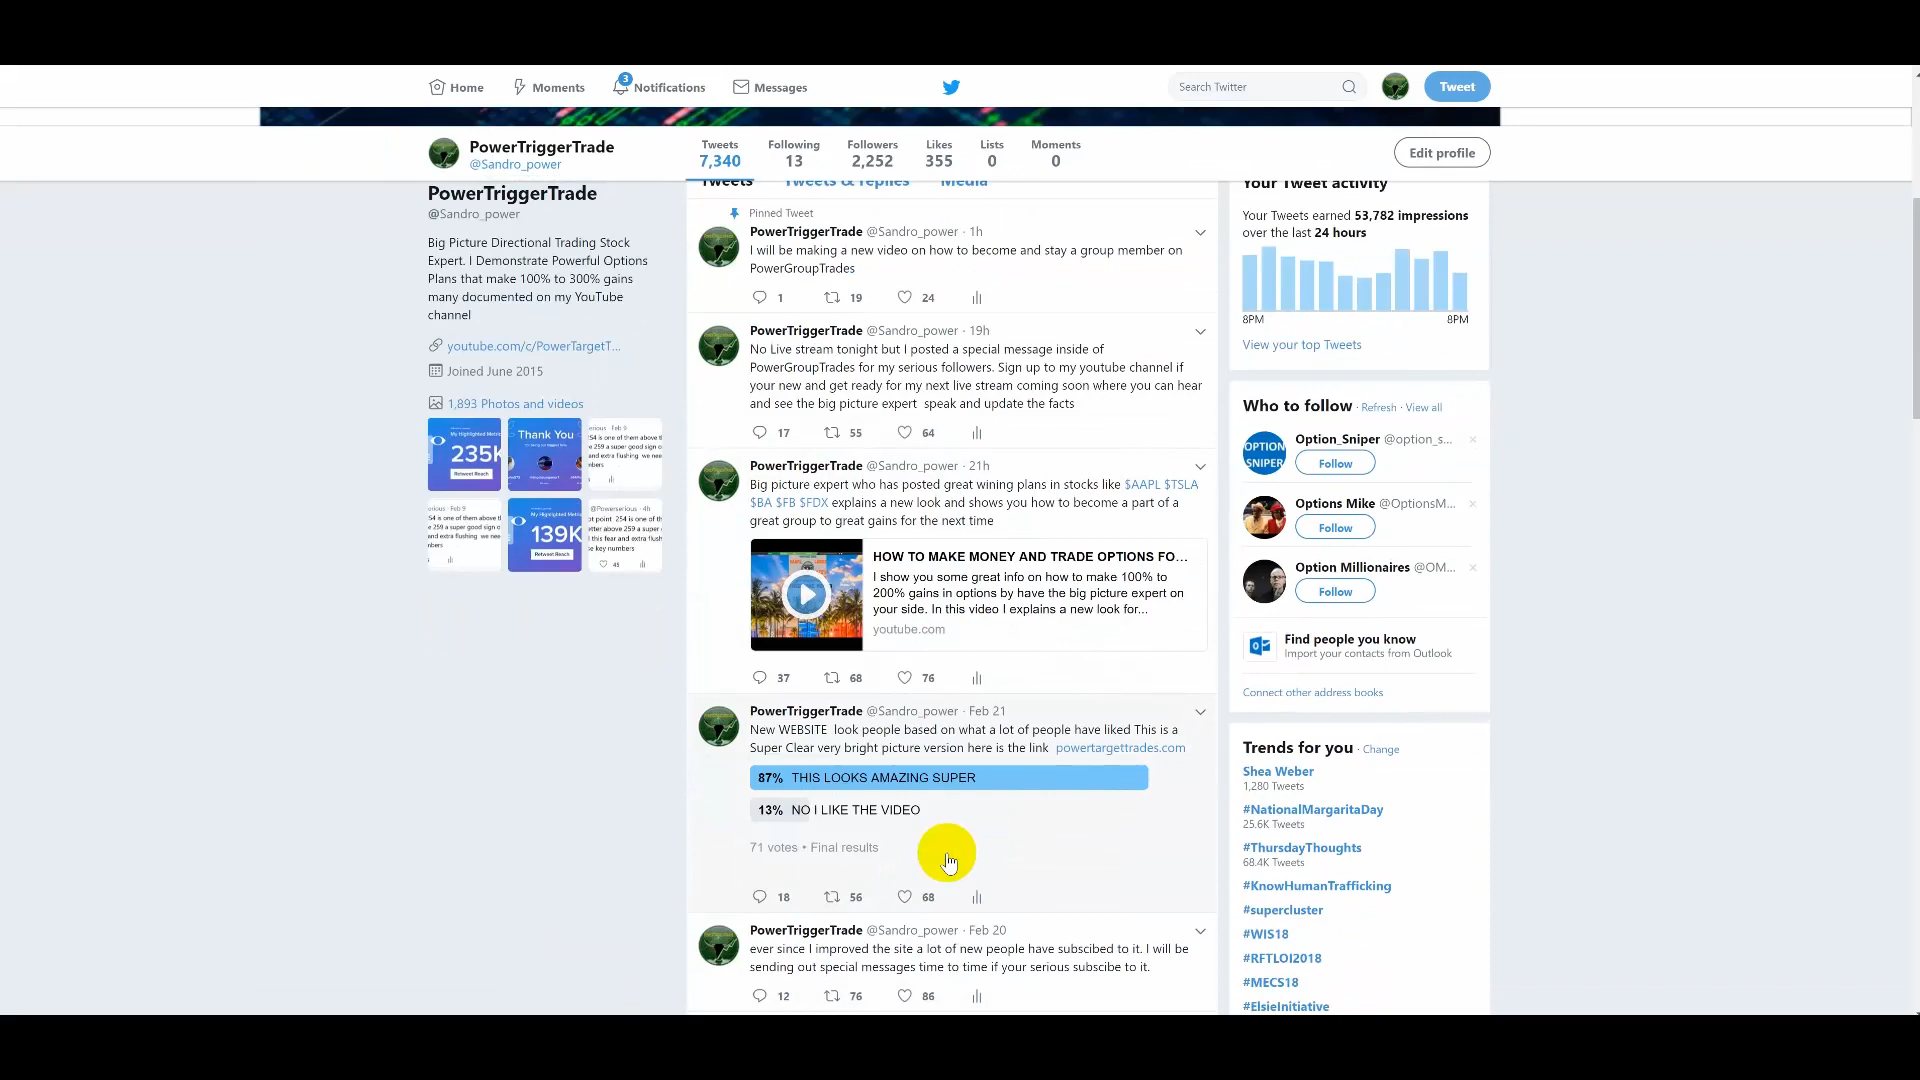 Home
Moments
3
Notifications
Messages
Search Twitter
Tweet
PowerTriggerTrade
@Sandro_power
Tweets
7,340
Following
13
Followers
2,252
Likes
355
Lists
0
Moments
0
Edit profile
PowerTriggerTrade
@Sandro_power
Big Picture Directional Trading Stock
Expert. I Demonstrate Powerful Options
Plans that make 100% to 300% gains
many documented on my YouTube
channel
youtube.com/c/PowerTargetT...
Joined June 2015
1,893 Photos and videos
My Highlighted Metric
235K
Retweet Reach
Thank You
139K
Retweet Reach
Tweets
Tweets & replies
Media
Pinned Tweet
PowerTriggerTrade @Sandro_power · 1h
I will be making a new video on how to become and stay a group member on
PowerGroupTrades
1 19 24
PowerTriggerTrade @Sandro_power · 19h
No Live stream tonight but I posted a special message inside of
PowerGroupTrades for my serious followers. Sign up to my youtube channel if
your new and get ready for my next live stream coming soon where you can hear
and see the big picture expert speak and update the facts
17 55 64
PowerTriggerTrade @Sandro_power · 21h
Big picture expert who has posted great wining plans in stocks like $AAPL $TSLA
$BA $FB $FDX explains a new look and shows you how to become a part of a
great group to great gains for the next time
HOW TO MAKE MONEY AND TRADE OPTIONS FO...
I show you some great info on how to make 100% to
200% gains in options by have the big picture expert on
your side. In this video I explains a new look for...
youtube.com
37 68 76
PowerTriggerTrade @Sandro_power · Feb 21
New WEBSITE look people based on what a lot of people have liked This is a
Super Clear very bright picture version here is the link powertargettrades.com
87% THIS LOOKS AMAZING SUPER
13% NO I LIKE THE VIDEO
71 votes • Final results
18 56 68
PowerTriggerTrade @Sandro_power · Feb 20
ever since I improved the site a lot of new people have subscibed to it. I will be
sending out special messages time to time if your serious subscibe to it.
12 76 86
Your Tweet activity
Your Tweets earned 53,782 impressions
over the last 24 hours
8PM 8PM
View your top Tweets
Who to follow · Refresh · View all
OPTION
SNIPER
Option_Sniper @option_s...
Follow
Options Mike @OptionsM...
Follow
Option Millionaires @OM...
Follow
Find people you know
Import your contacts from Outlook
Connect other address books
Trends for you · Change
Shea Weber
1,280 Tweets
#NationalMargaritaDay
25.6K Tweets
#ThursdayThoughts
68.4K Tweets
#KnowHumanTrafficking
#supercluster
#WIS18
#RFTLOI2018
#MECS18
#ElsieInitiative